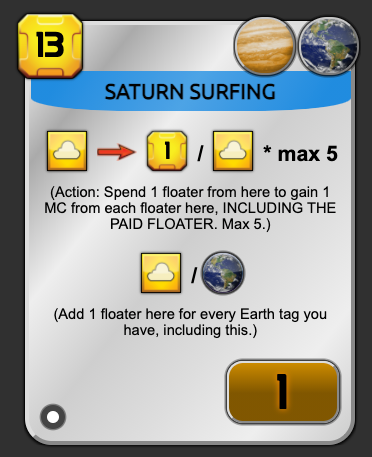 13
SATURN SURFING
1 / * max 5
(Action: Spend 1 floater from here to gain 1
MC from each floater here, INCLUDING THE
PAID FLOATER. Max 5.)
/
(Add 1 floater here for every Earth tag you
have, including this.)
1